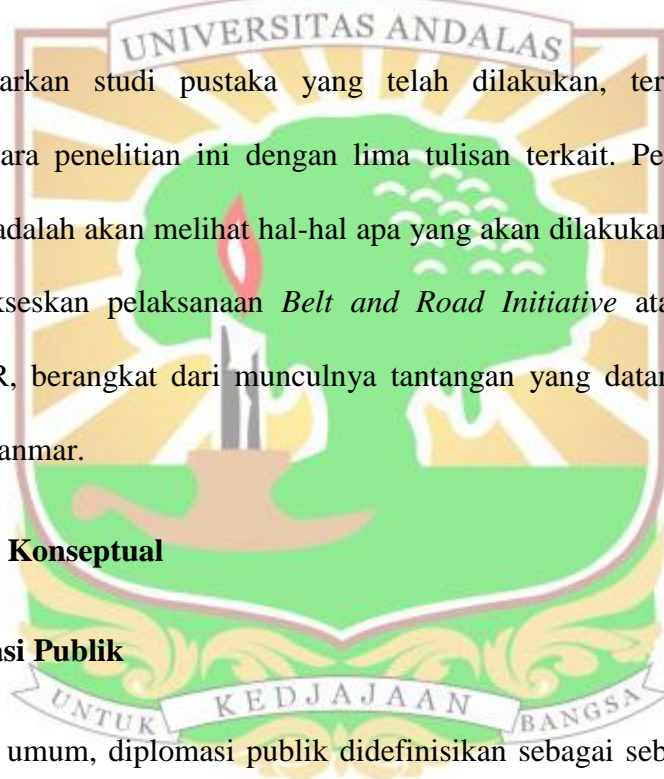 UNIVERSITAS ANDALAS
arkan studi pustaka yang telah dilakukan, ter
ara penelitian ini dengan lima tulisan terkait. Pe
adalah akan melihat hal-hal apa yang akan dilakukan
kseskan pelaksanaan Belt and Road Initiative ata
R, berangkat dari munculnya tantangan yang datan
anmar.
Konseptual
asi Publik
UNTUK KEDJAJAAN BANGSA
umum, diplomasi publik didefinisikan sebagai seb